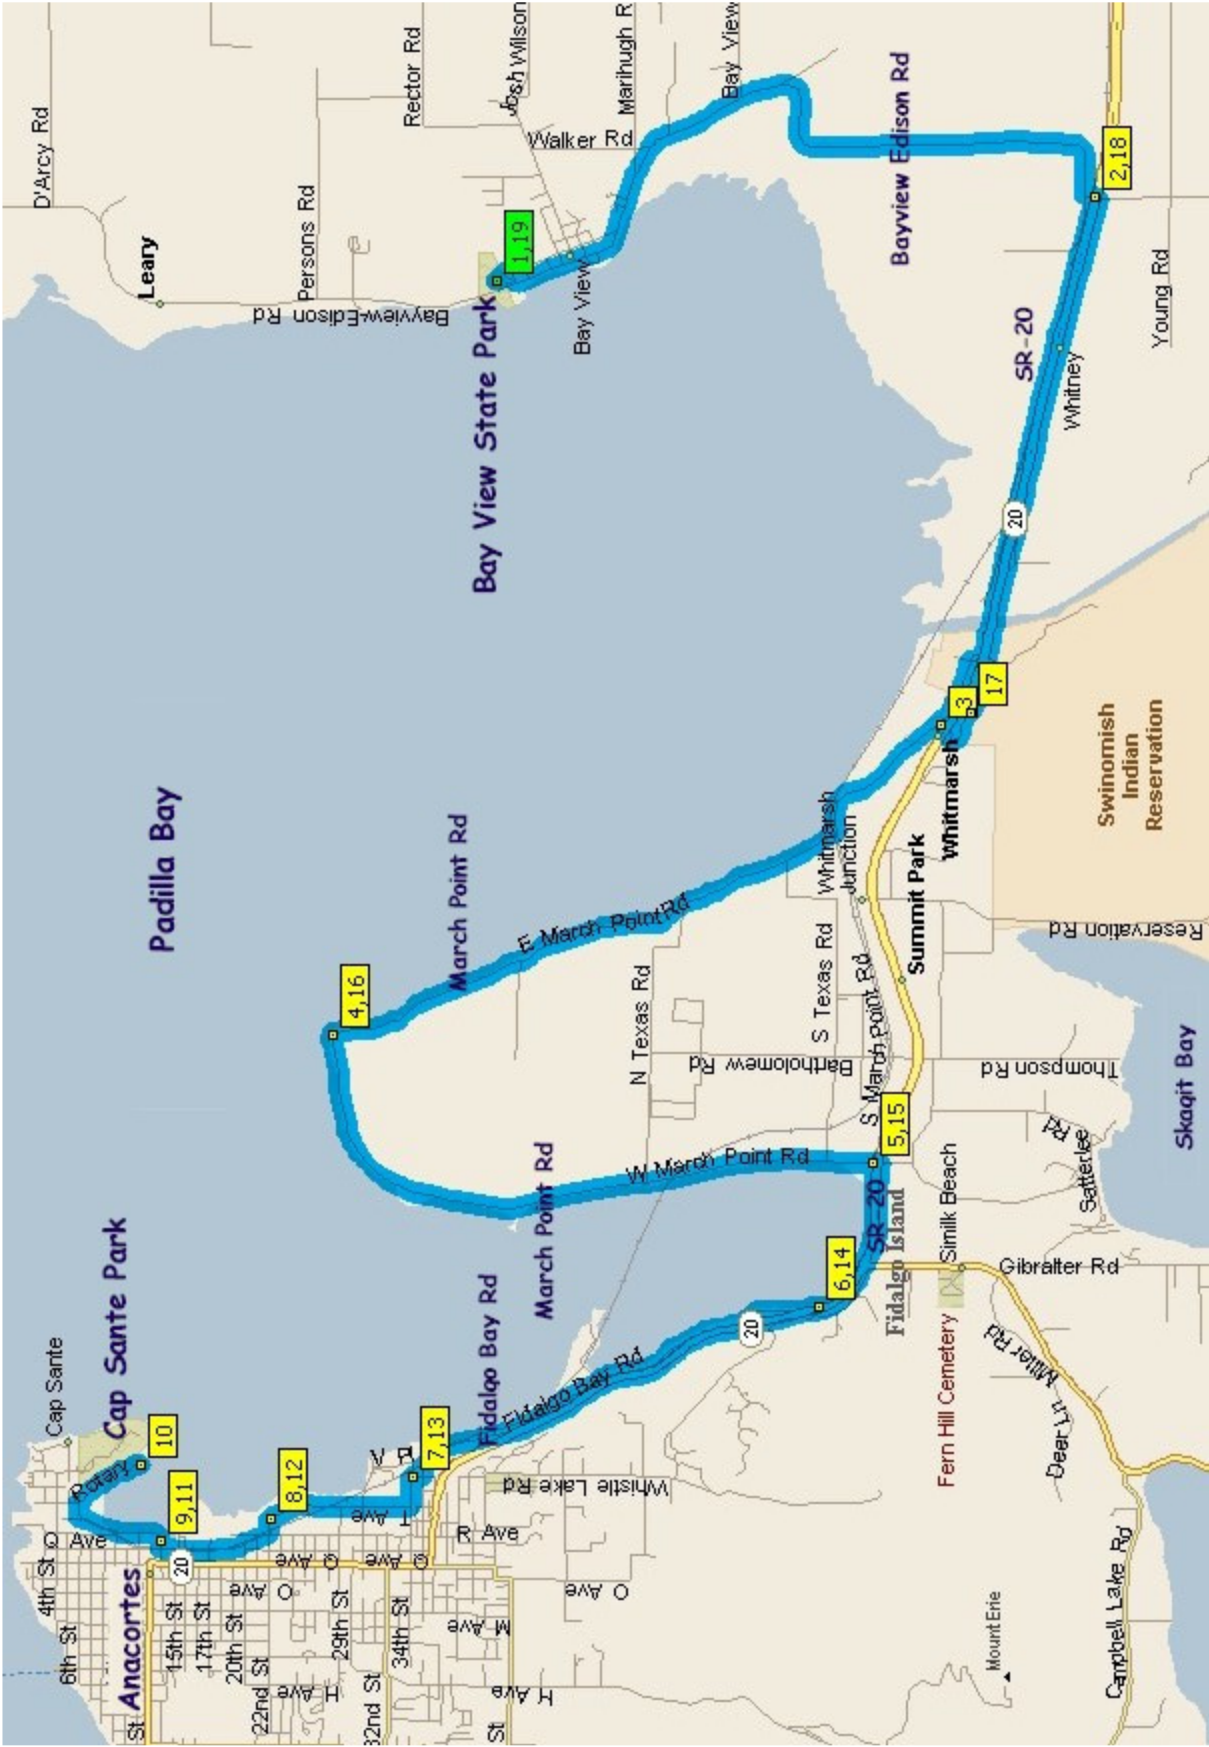 Cap Sante
4th St
6th St
Q Ave
Rotary
Cap Sante Park
10
9,11
8,12
7,13
Anacortes
St
20
15th St
17th St
20th St
22nd St
29th St
32nd St
34th St
St
O Ave
Q Ave
Q Ave
T Ave
H Ave
M Ave
H Ave
R Ave
O Ave
V Pl
Whistle Lake Rd
Fidalgo Bay Rd
Fidalgo Bay Rd
20
6,14
Mount Erie
Campbell Lake Rd
Deer Ln
Miller Rd
Fern Hill Cemetery
Similk Beach
Gibralter Rd
Fidalgo Island
SR-20
5,15
Satterlee
Rd
Skagit Bay
Padilla Bay
4,16
March Point Rd
March Point Rd
W March Point Rd
E March Point Rd
N Texas Rd
S Texas Rd
Bartholomew Rd
S March Point Rd
Thompson Rd
Reservation Rd
Summit Park
Whitmarsh
Junction
Whitmarsh
3
17
Swinomish
Indian
Reservation
20
SR-20
Whitney
Young Rd
2,18
Bayview Edison Rd
Bay View State Park
1,19
Bay View
Bayview-Edison Rd
Leary
D'Arcy Rd
Persons Rd
Rector Rd
Josh Wilson
Marihugh R
Walker Rd
Bay View